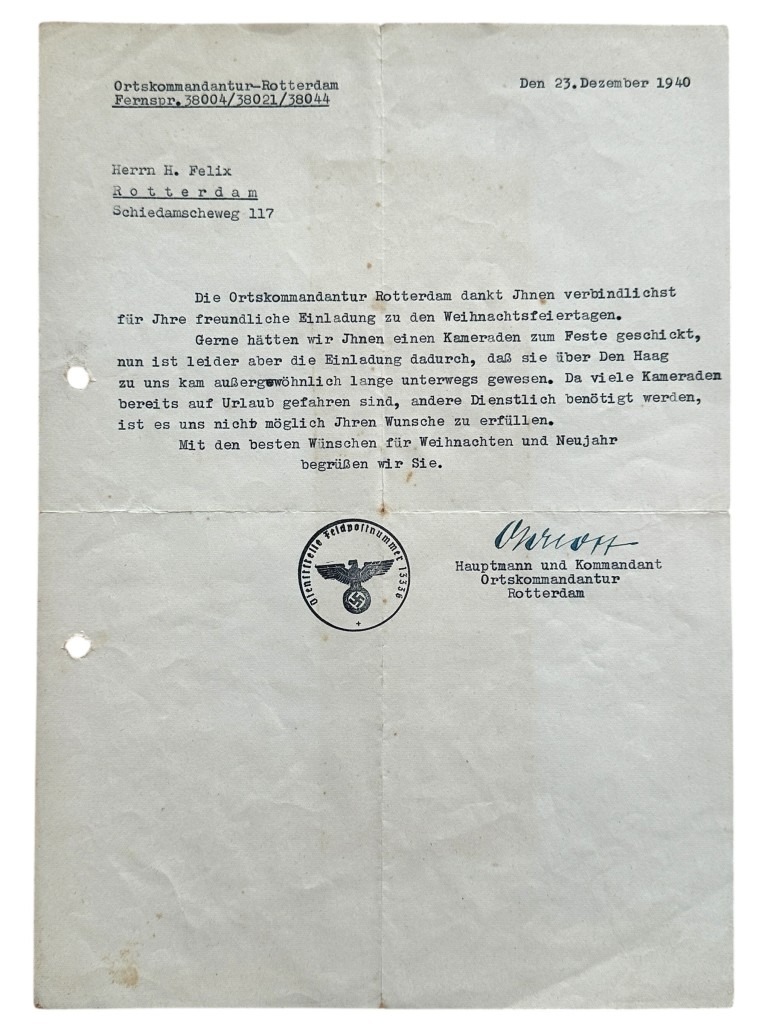 Ortskommandantur-Rotterdam
Fernspr.38004/38021/38044
Den 23.Dezember 1940
Herrn H. Felix
R o t t e r d a m
Schiedamscheweg 117
Die Ortskommandantur Rotterdam dankt Jhnen verbindlichst
für Jhre freundliche Einladung zu den Weihnachtsfeiertagen.
Gerne hätten wir Jhnen einen Kameraden zum Feste geschickt,
nun ist leider aber die Einladung dadurch, daß sie über Den Haag
zu uns kam außergewöhnlich lange unterwegs gewesen. Da viele Kameraden
bereits auf Urlaub gefahren sind, andere Dienstlich benötigt werden,
ist es uns nicht möglich Jhren Wunsche zu erfüllen.
Mit den besten Wünschen für Weihnachten und Neujahr
begrüßen wir Sie.
Dienststelle Feldpostnummer 13336
Hauptmann und Kommandant
Ortskommandantur
Rotterdam